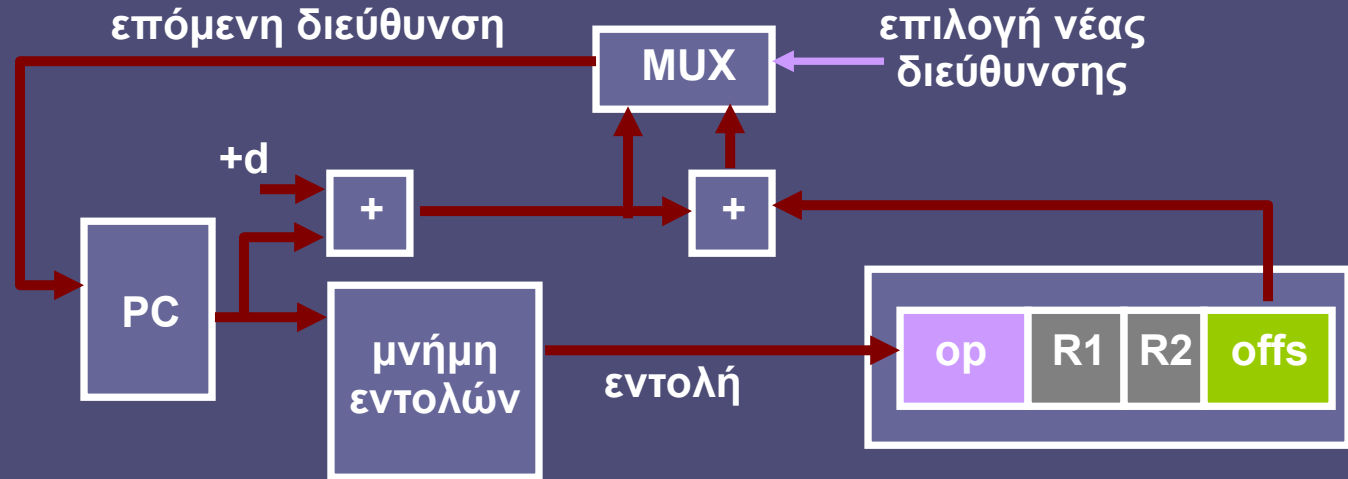 επόμενη διεύθυνση
MUX
επιλογή νέας
διεύθυνσης
+d
+
+
PC
μνήμη
εντολών
εντολή
op R1 R2 offs